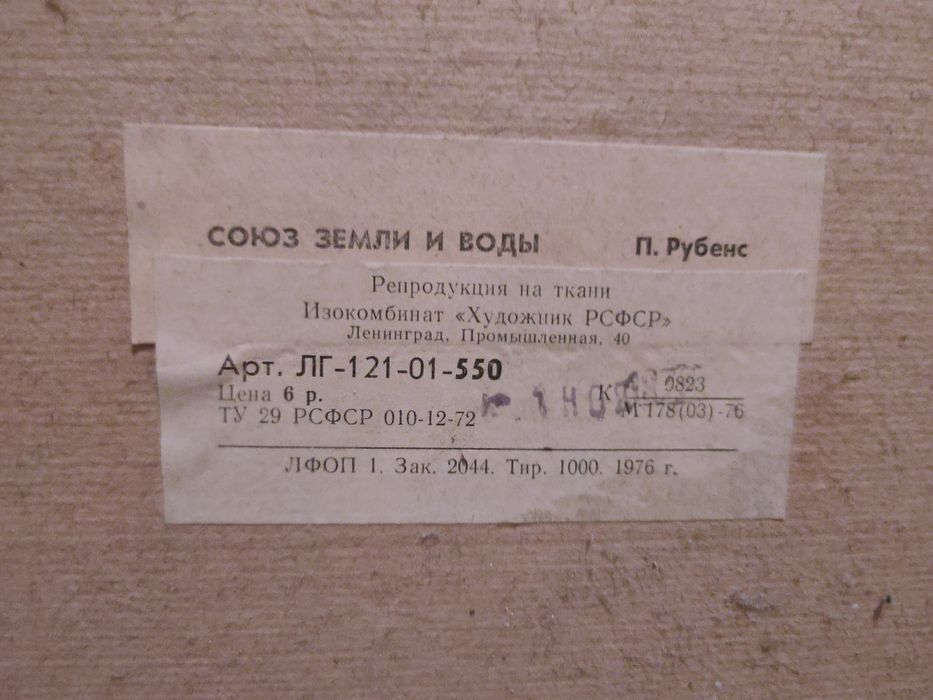 СОЮЗ ЗЕМЛИ И ВОДЫ П. Рубенс
Репродукция на ткани
Изокомбинат «Художник РСФСР»
Ленинград, Промышленная, 40
Арт. ЛГ-121-01-550
Цена 6 р.
К 0823
М 178(03)-76
ТУ 29 РСФСР 010-12-72
ЛФОП 1. Зак. 2044. Тир. 1000. 1976 г.